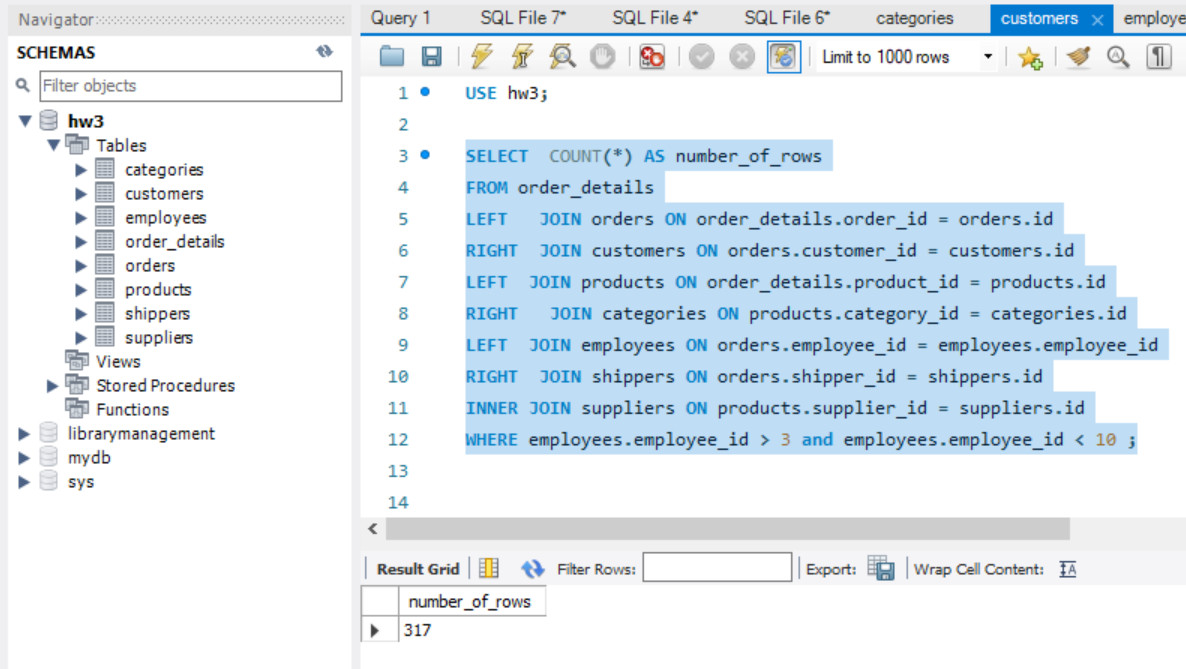 Navigator
Query 1 SQL File 7* SQL File 4* SQL File 6* categories customers × employe
SCHEMAS
Limit to 1000 rows
Filter objects
hw3
Tables
categories
customers
employees
order_details
orders
products
shippers
suppliers
Views
Stored Procedures
Functions
librarymanagement
mydb
sys
1 USE hw3;
2
3 SELECT COUNT(*) AS number_of_rows
4 FROM order_details
5 LEFT JOIN orders ON order_details.order_id = orders.id
6 RIGHT JOIN customers ON orders.customer_id = customers.id
7 LEFT JOIN products ON order_details.product_id = products.id
8 RIGHT JOIN categories ON products.category_id = categories.id
9 LEFT JOIN employees ON orders.employee_id = employees.employee_id
10 RIGHT JOIN shippers ON orders.shipper_id = shippers.id
11 INNER JOIN suppliers ON products.supplier_id = suppliers.id
12 WHERE employees.employee_id > 3 and employees.employee_id < 10 ;
13
14
Result Grid Filter Rows: Export: Wrap Cell Content:
number_of_rows
317